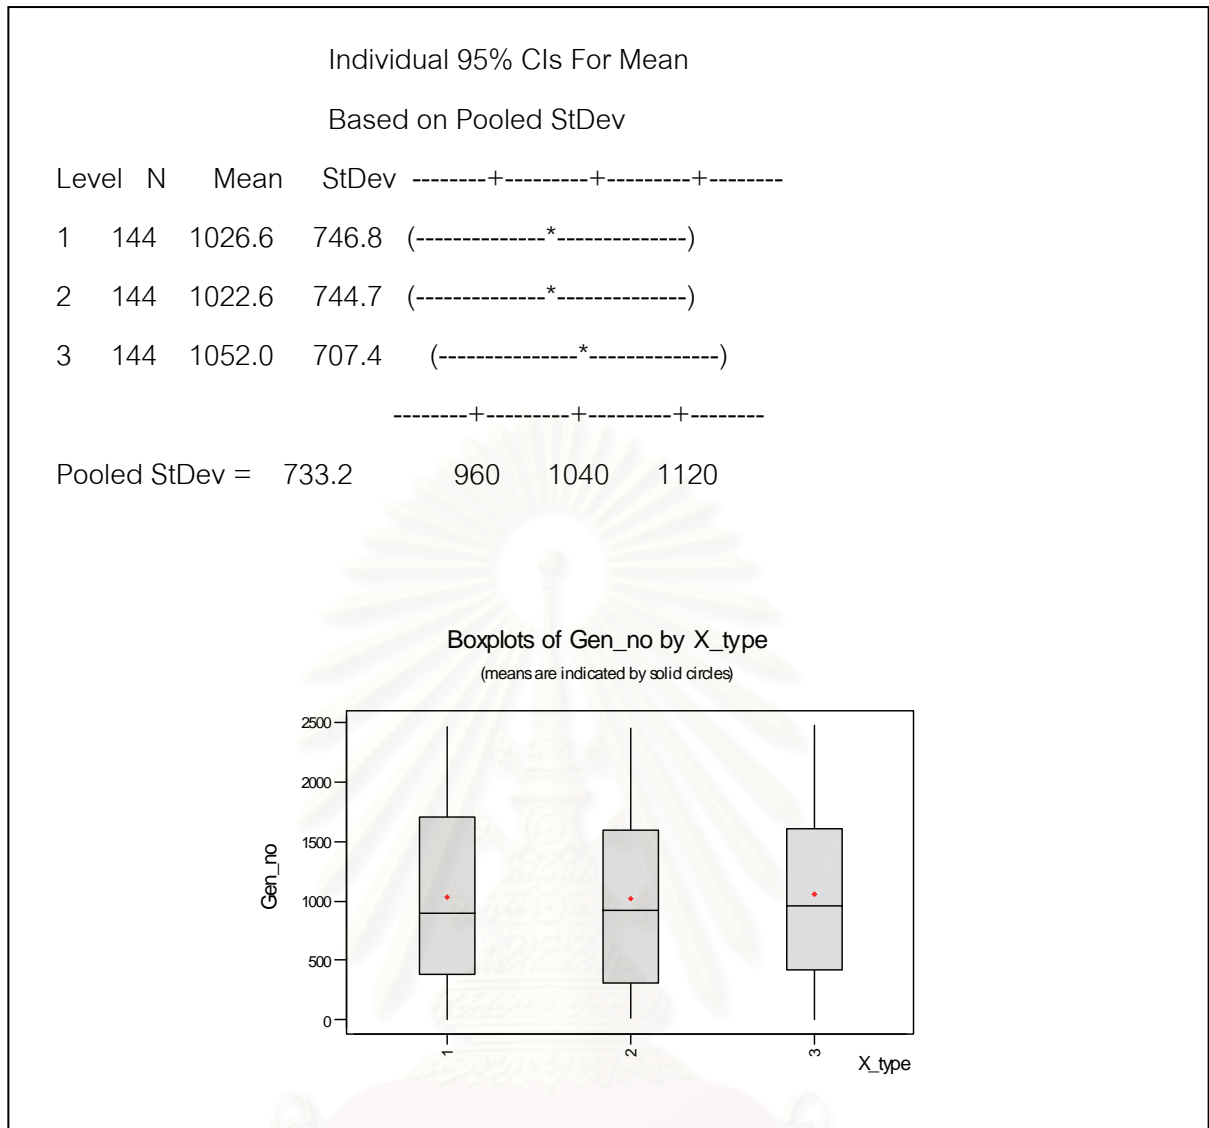 Individual 95% CIs For Mean
Based on Pooled StDev
Level N Mean StDev --------+---------+---------+--------
1 144 1026.6 746.8 (--------------*---------------)
2 144 1022.6 744.7 (--------------*---------------)
3 144 1052.0 707.4 (---------------*--------------)
--------+---------+---------+--------
Pooled StDev = 733.2 960 1040 1120
Boxplots of Gen_no by X_type
(means are indicated by solid circles)
2500
2000
1500
1000
500
0
Gen_no
1 2 3
X_type